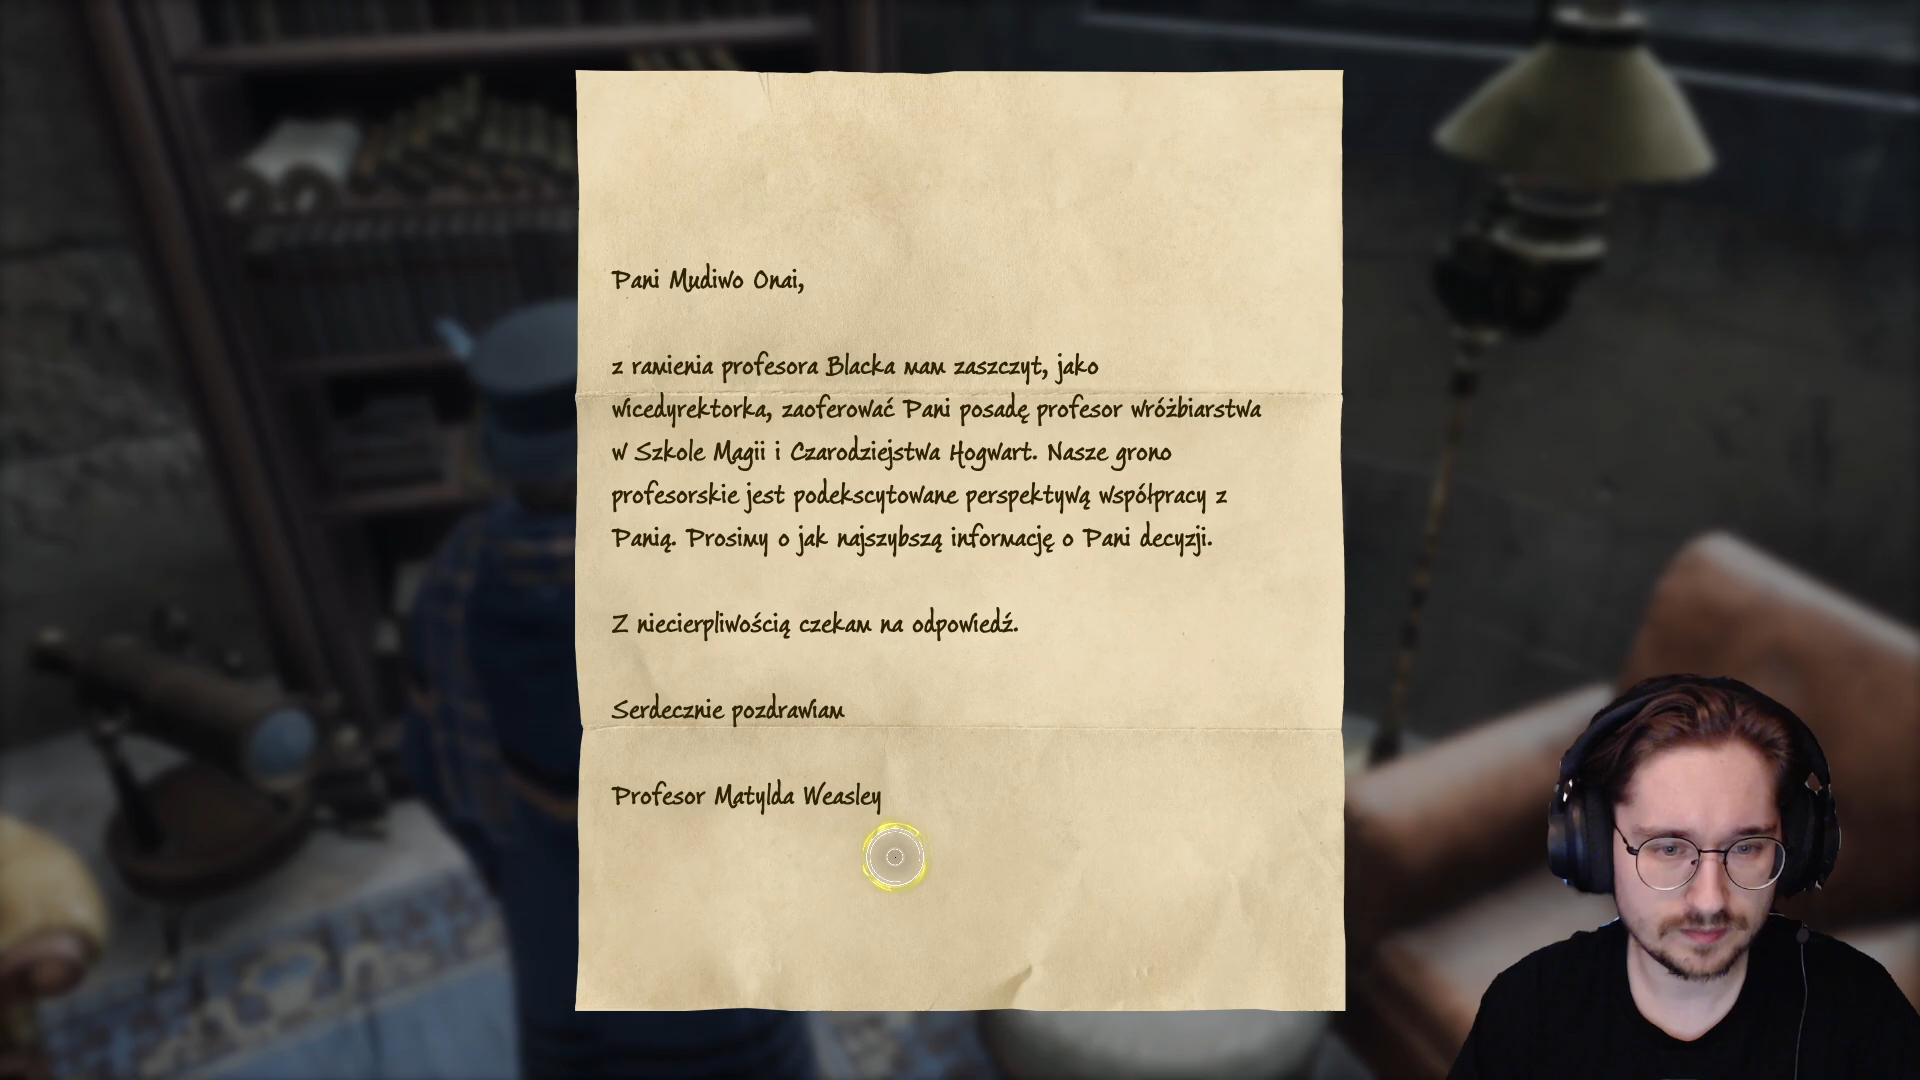 Pani Mudiwo Onai,
z ramienia profesora Blacka mam zaszczyt, jako
wicedyrektorka, zaoferować Pani posadę profesor wróżbiarstwa
w Szkole Magii i Czarodziejstwa Hogwart. Nasze grono
profesorskie jest podekscytowane perspektywą współpracy z
Panią. Prosimy o jak najszybszą informację o Pani decyzji.
Z niecierpliwością czekam na odpowiedź.
Serdecznie pozdrawiam
Profesor Matylda Weasley